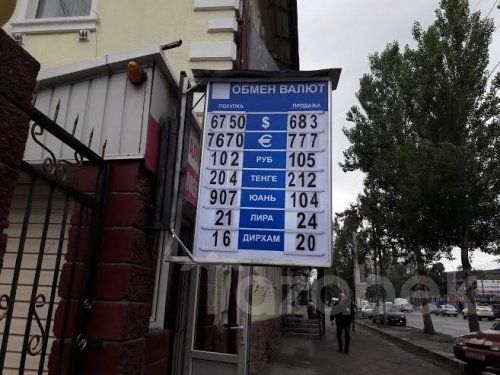 ОБМЕН ВАЛЮТ
ПОКУПКА ПРОДАЖА
6750 $ 683
7670 € 777
102 РУБ 105
204 ТЕНГЕ 212
907 ЮАНЬ 104
21 ЛИРА 24
16 ДИРХАМ 20